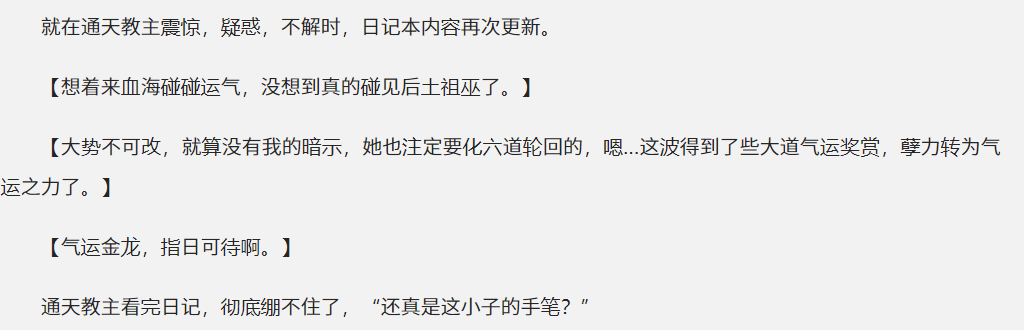 就在通天教主震惊，疑惑，不解时，日记本内容再次更新。
【想着来血海碰碰运气，没想到真的碰见后土祖巫了。】
【大势不可改，就算没有我的暗示，她也注定要化六道轮回的，嗯...这波得到了些大道气运奖赏，孽力转为气
运之力了。】
【气运金龙，指日可待啊。】
通天教主看完日记，彻底绷不住了，“还真是这小子的手笔？”